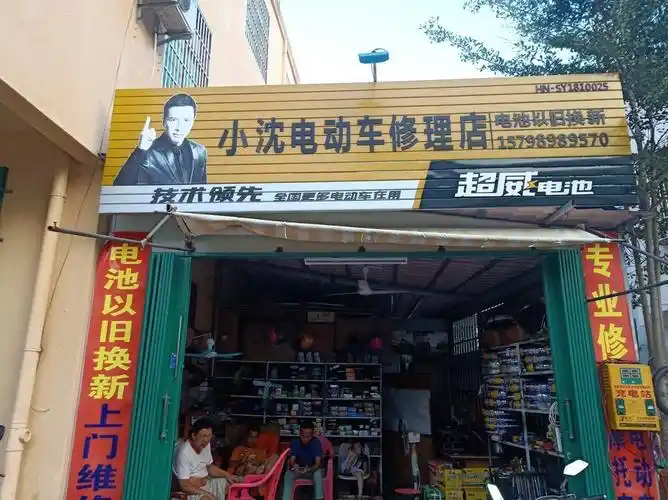 HN-SY1810025
小沈电动车修理店
电池以旧换新
15798989570
技术领先 全国更多电动车在用
超威电池
电池以旧换新
上门维
专业修
充电站